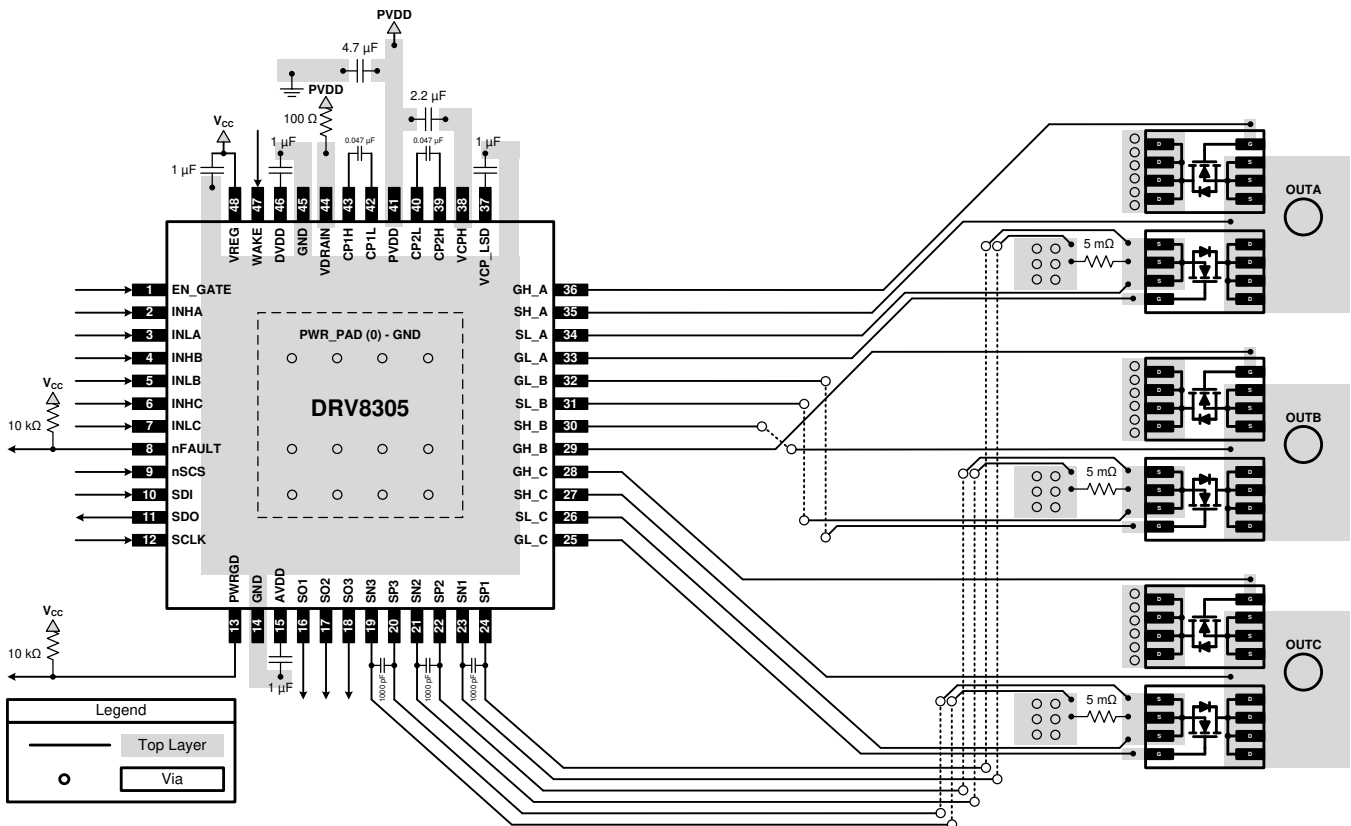 PVDD
4.7 µF
PVDD
2.2 µF
100 Ω
VCC
1 µF
0.047 µF
0.047 µF
1 µF
1 µF
48
47
46
45
44
43
42
41
40
39
38
37
VREG
WAKE
DVDD
GND
VDRAIN
CP1H
CP1L
PVDD
CP2L
CP2H
VCPH
VCP_LSD
1 EN_GATE
2 INHA
3 INLA
4 INHB
5 INLB
6 INHC
7 INLC
8 nFAULT
9 nSCS
10 SDI
11 SDO
12 SCLK
VCC
10 kΩ
PWR_PAD (0) - GND
DRV8305
GH_A 36
SH_A 35
SL_A 34
GL_A 33
GL_B 32
SL_B 31
SH_B 30
GH_B 29
GH_C 28
SH_C 27
SL_C 26
GL_C 25
PWRGD
GND
AVDD
SO1
SO2
SO3
SN3
SP3
SN2
SP2
SN1
SP1
13
14
15
16
17
18
19
20
21
22
23
24
VCC
10 kΩ
1 µF
1000 pF
1000 pF
1000 pF
D G
D S
D S
D S
OUTA
5 mΩ
S D
S D
S D
G D
D G
D S
D S
D S
OUTB
5 mΩ
S D
S D
S D
G D
D G
D S
D S
D S
OUTC
5 mΩ
S D
S D
S D
G D
Legend
Top Layer
Via